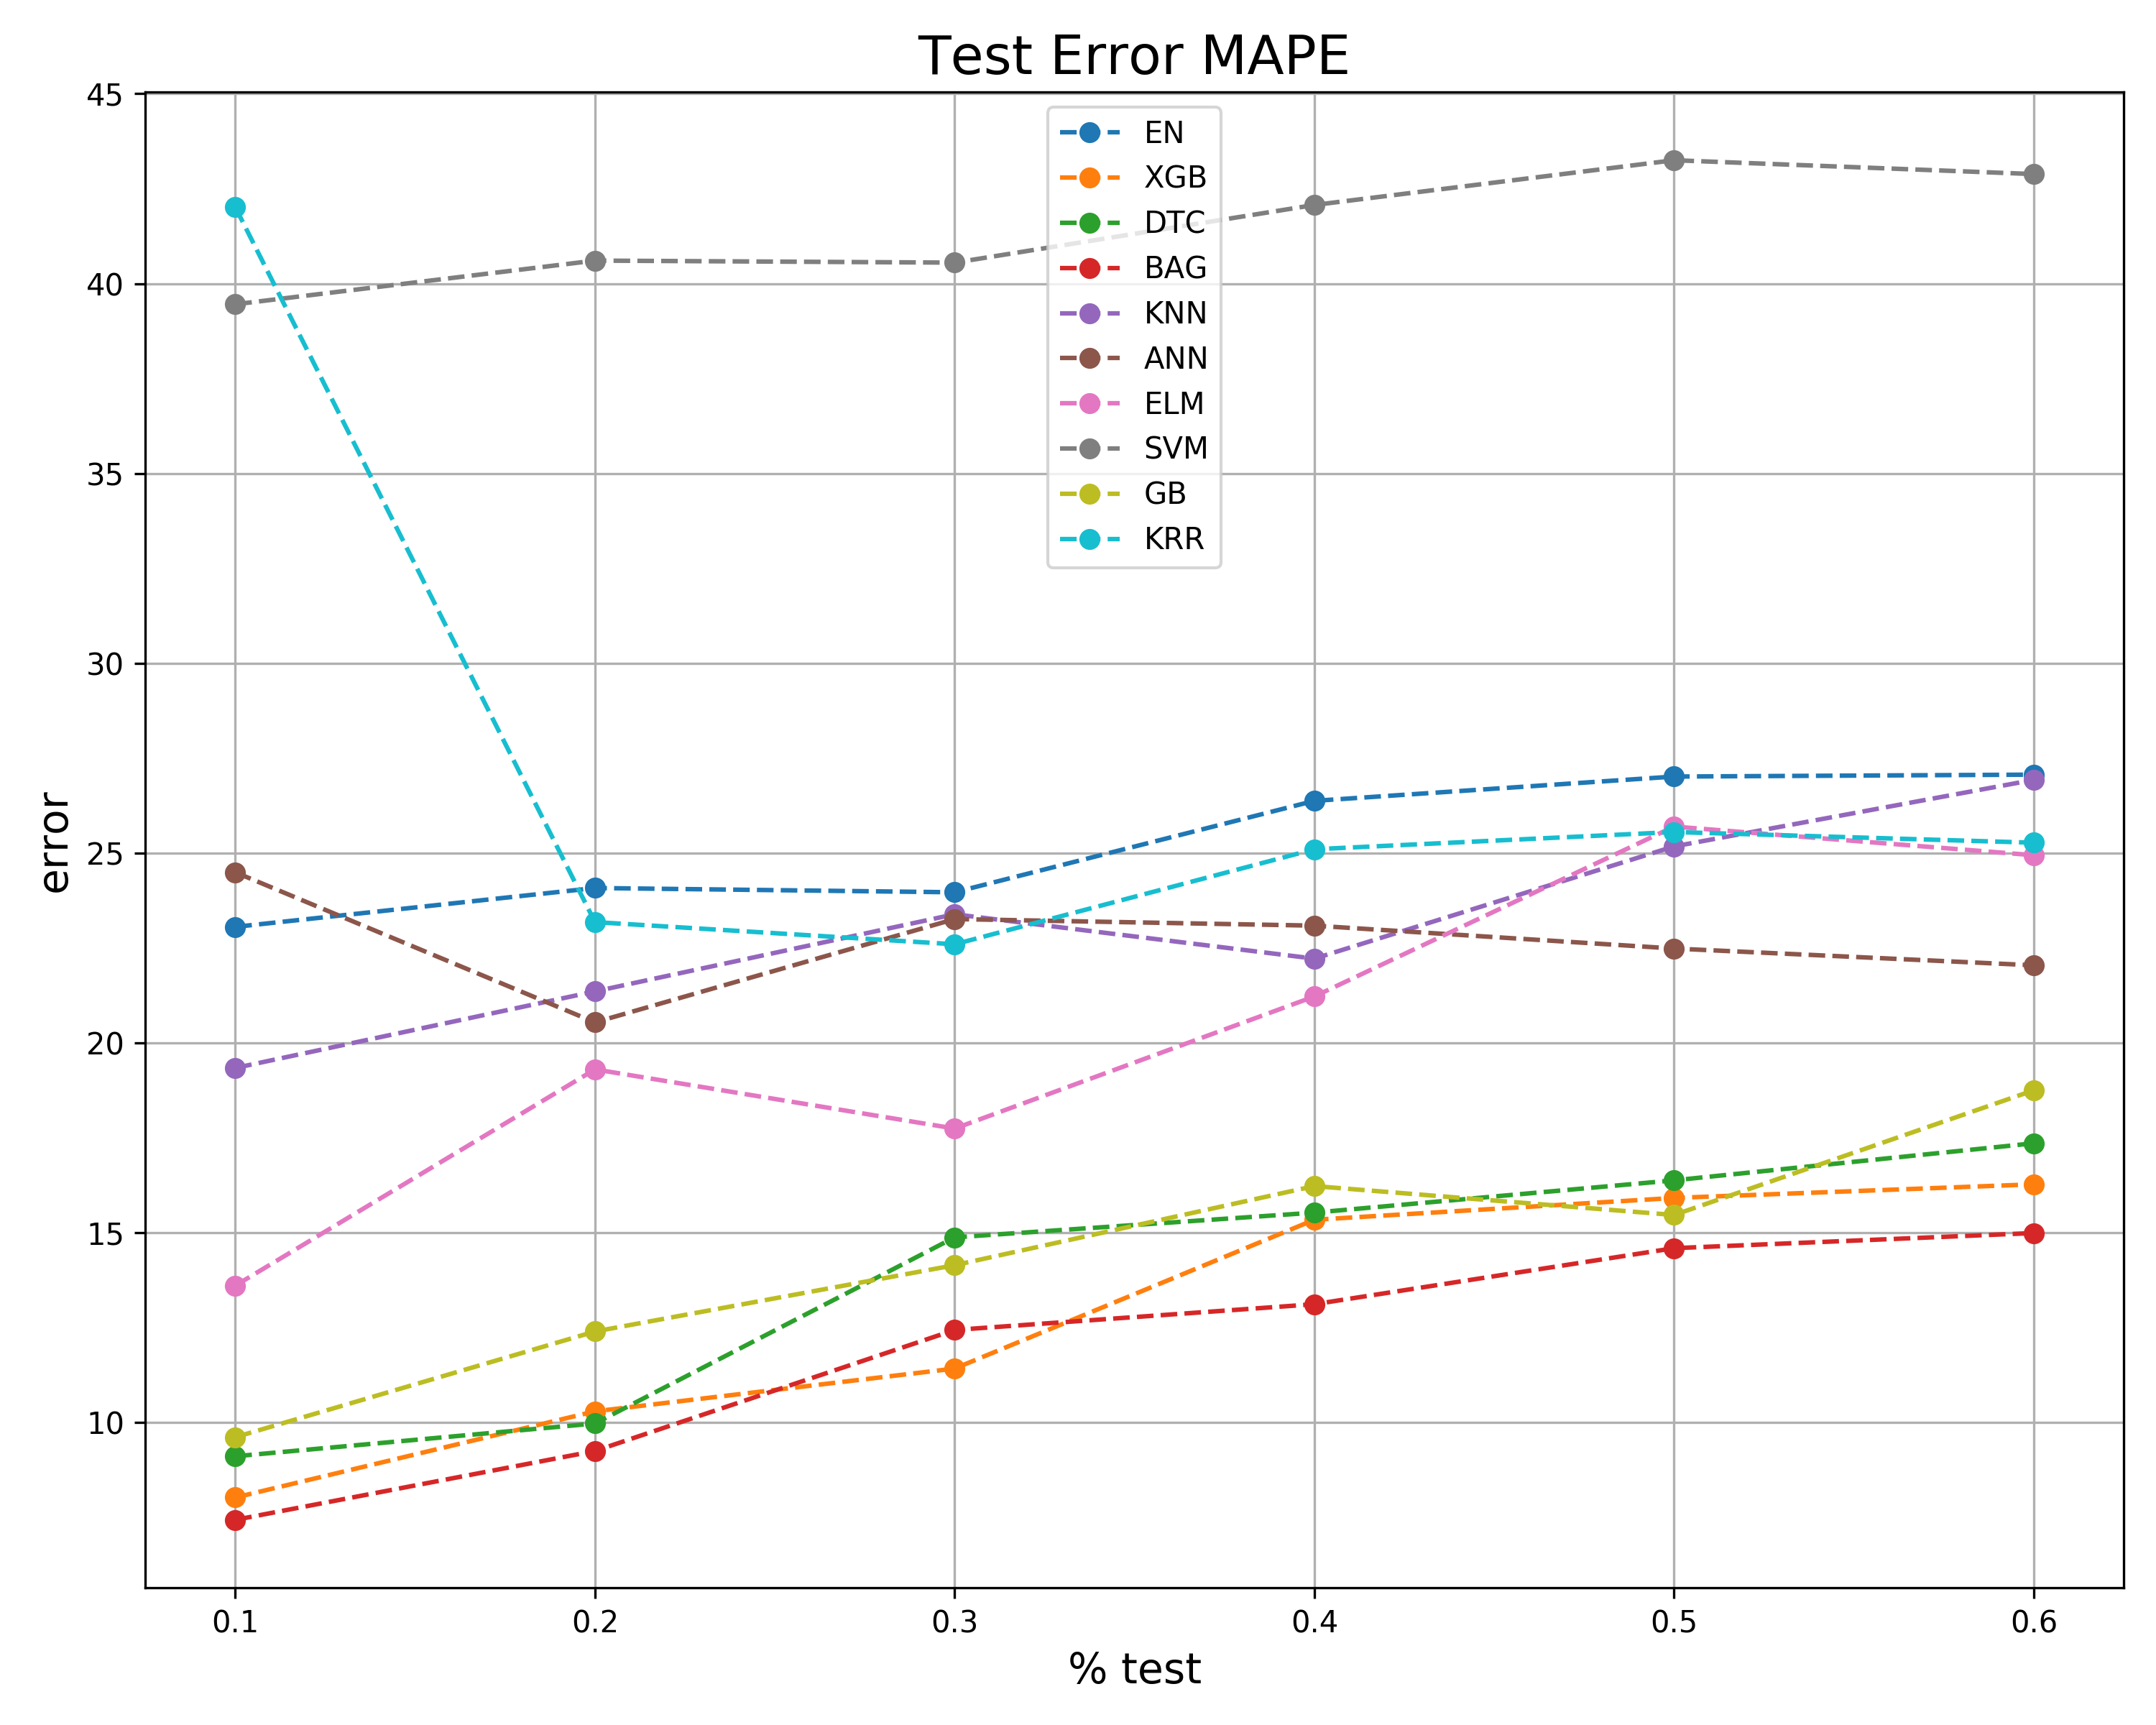 Test Error MAPE
45
40
35
30
25
20
15
10
error
EN
XGB
DTC
BAG
KNN
ANN
ELM
SVM
GB
KRR
0.1 0.2 0.3 0.4 0.5 0.6
% test